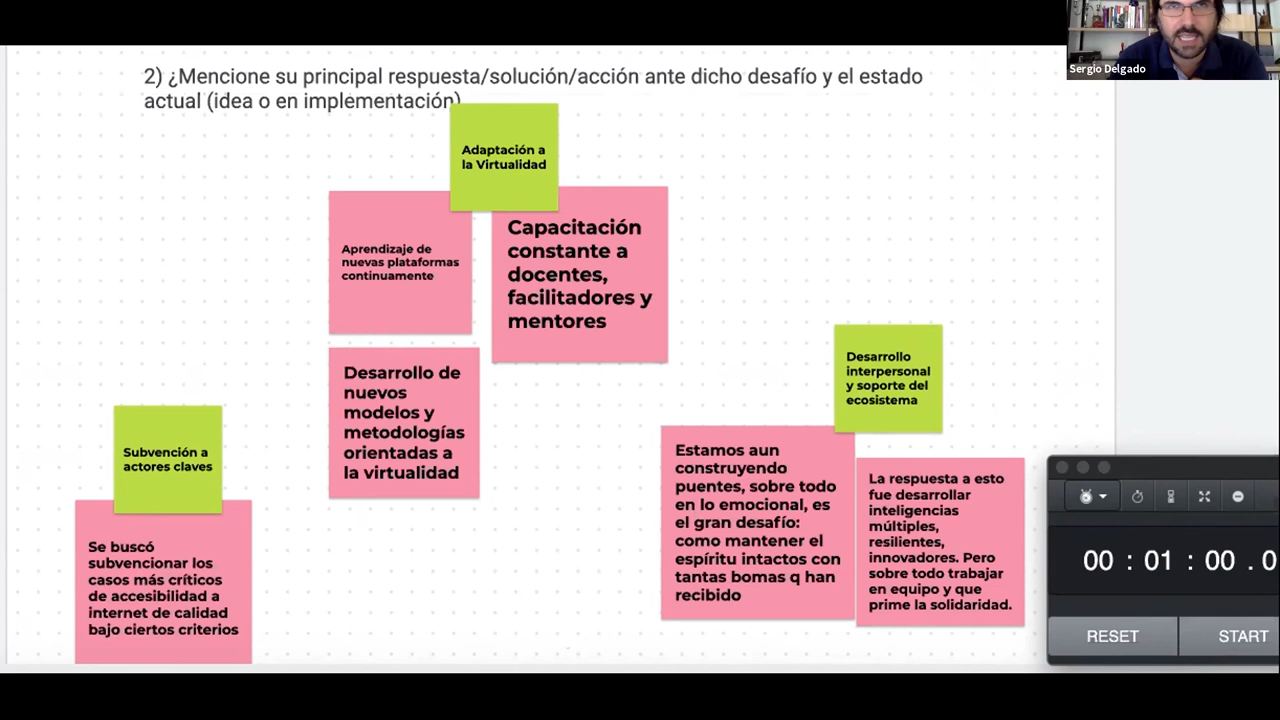 Sergio Delgado
2) ¿Mencione su principal respuesta/solución/acción ante dicho desafío y el estado
actual (idea o en implementación)
Adaptación a
la Virtualidad
Aprendizaje de
nuevas plataformas
continuamente
Capacitación
constante a
docentes,
facilitadores y
mentores
Desarrollo de
nuevos
modelos y
metodologías
orientadas a
la virtualidad
Subvención a
actores claves
Se buscó
subvencionar los
casos más críticos
de accesibilidad a
internet de calidad
bajo ciertos criterios
Desarrollo
interpersonal
y soporte del
ecosistema
Estamos aun
construyendo
puentes, sobre todo
en lo emocional, es
el gran desafío:
como mantener el
espíritu intactos con
tantas bomas q han
recibido
La respuesta a esto
fue desarrollar
inteligencias
múltiples,
resilientes,
innovadores. Pero
sobre todo trabajar
en equipo y que
prime la solidaridad.
00 : 01 : 00 . 0
RESET
START